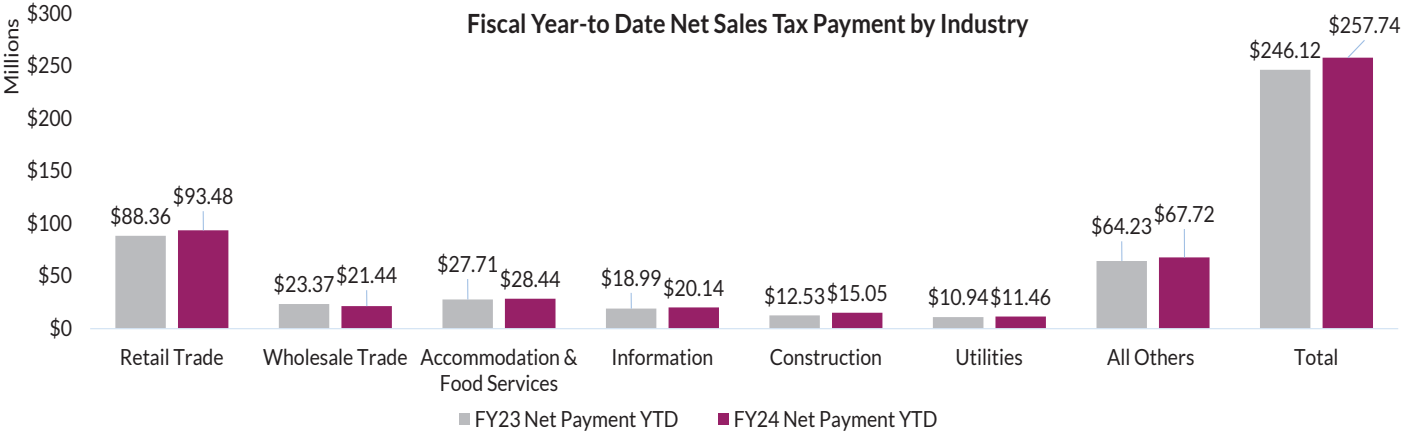 Fiscal Year-to Date Net Sales Tax Payment by Industry
Millions
$300
$250
$200
$150
$100
$50
$0
$88.36
$93.48
$23.37
$21.44
$27.71
$28.44
$18.99
$20.14
$12.53
$15.05
$10.94
$11.46
$64.23
$67.72
$246.12
$257.74
Retail Trade
Wholesale Trade
Accommodation &
Food Services
Information
Construction
Utilities
All Others
Total
FY23 Net Payment YTD
FY24 Net Payment YTD